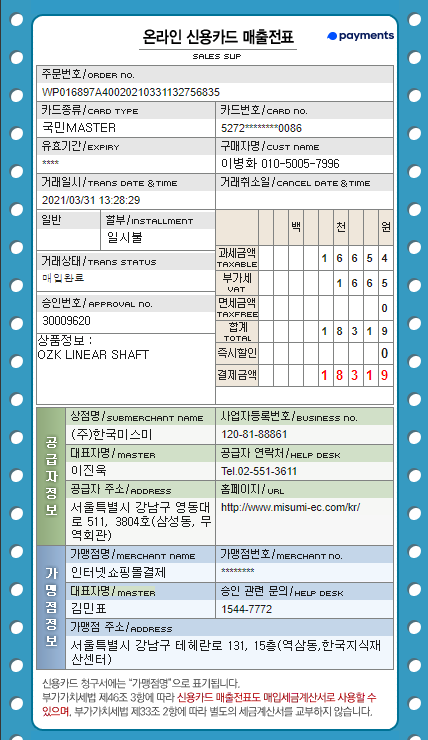 온라인 신용카드 매출전표
payments
SALES SLIP
주문번호/ORDER NO.
WP016897A40020210331132756835
카드종류/CARD TYPE 카드번호/CARD NO.
국민MASTER 5272********0086
유효기간/EXPIRY 구매자명/CUST NAME
**** 이병화 010-5005-7996
거래일시/TRANS DATE & TIME 거래취소일/CANCEL DATE & TIME
2021/03/31 13:28:29
일반 할부/INSTALLMENT 백 천 원
일시불
과세금액 TAXABLE 1 6 6 5 4
거래상태/TRANS STATUS
매입완료
부가세 VAT 1 6 6 5
승인번호/APPROVAL NO.
30009620
면세금액 TAXFREE 0
합계 TOTAL 1 8 3 1 9
상품정보 :
OZK LINEAR SHAFT
즉시할인 0
결제금액 1 8 3 1 9
공급자정보
상점명/SUBMERCHANT NAME 사업자등록번호/BUSINESS NO.
(주)한국미스미 120-81-88861
대표자명/MASTER 공급자 연락처/HELP DESK
이진욱 Tel.02-551-3611
공급자 주소/ADDRESS 홈페이지/URL
서울특별시 강남구 영동대 http://www.misumi-ec.com/kr/
로 511, 3804호(삼성동, 무
역회관)
가맹점정보
가맹점명/MERCHANT NAME 가맹점번호/MERCHANT NO.
인터넷쇼핑몰결제 ********
대표자명/MASTER 승인 관련 문의/HELP DESK
김민표 1544-7772
가맹점 주소/ADDRESS
서울특별시 강남구 테헤란로 131, 15층(역삼동,한국지식재
산센터)
신용카드 청구서에는 "가맹점명"으로 표기됩니다.
부가가치세법 제46조 3항에 따라 신용카드 매출전표도 매입세금계산서로 사용할 수
있으며, 부가가치세법 제33조 2항에 따라 별도의 세금계산서를 교부하지 않습니다.